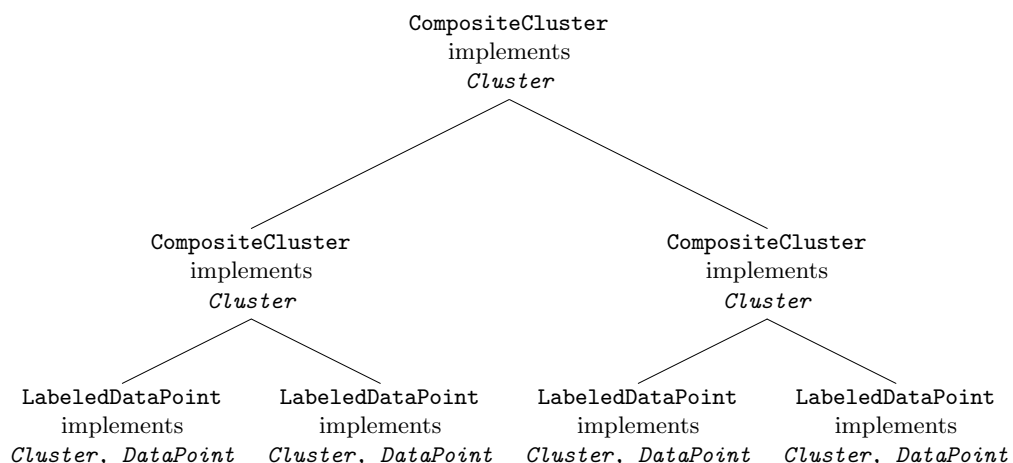 CompositeCluster
implements
Cluster
CompositeCluster
implements
Cluster
CompositeCluster
implements
Cluster
LabeledDataPoint
implements
Cluster, DataPoint
LabeledDataPoint
implements
Cluster, DataPoint
LabeledDataPoint
implements
Cluster, DataPoint
LabeledDataPoint
implements
Cluster, DataPoint